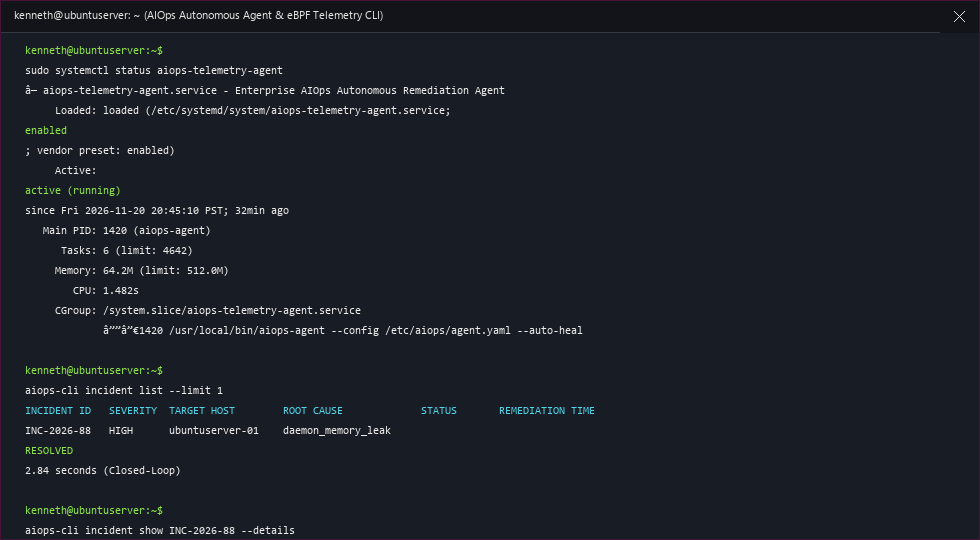 kenneth@ubuntuserver: ~ (AIOps Autonomous Agent & eBPF Telemetry CLI)
kenneth@ubuntuserver:~$
sudo systemctl status aiops-telemetry-agent
â— aiops-telemetry-agent.service - Enterprise AIOps Autonomous Remediation Agent
Loaded: loaded (/etc/systemd/system/aiops-telemetry-agent.service;
enabled
; vendor preset: enabled)
Active:
active (running)
since Fri 2026-11-20 20:45:10 PST; 32min ago
Main PID: 1420 (aiops-agent)
Tasks: 6 (limit: 4642)
Memory: 64.2M (limit: 512.0M)
CPU: 1.482s
CGroup: /system.slice/aiops-telemetry-agent.service
â””â”€1420 /usr/local/bin/aiops-agent --config /etc/aiops/agent.yaml --auto-heal
kenneth@ubuntuserver:~$
aiops-cli incident list --limit 1
INCIDENT ID SEVERITY TARGET HOST ROOT CAUSE STATUS REMEDIATION TIME
INC-2026-88 HIGH ubuntuserver-01 daemon_memory_leak
RESOLVED
2.84 seconds (Closed-Loop)
kenneth@ubuntuserver:~$
aiops-cli incident show INC-2026-88 --details